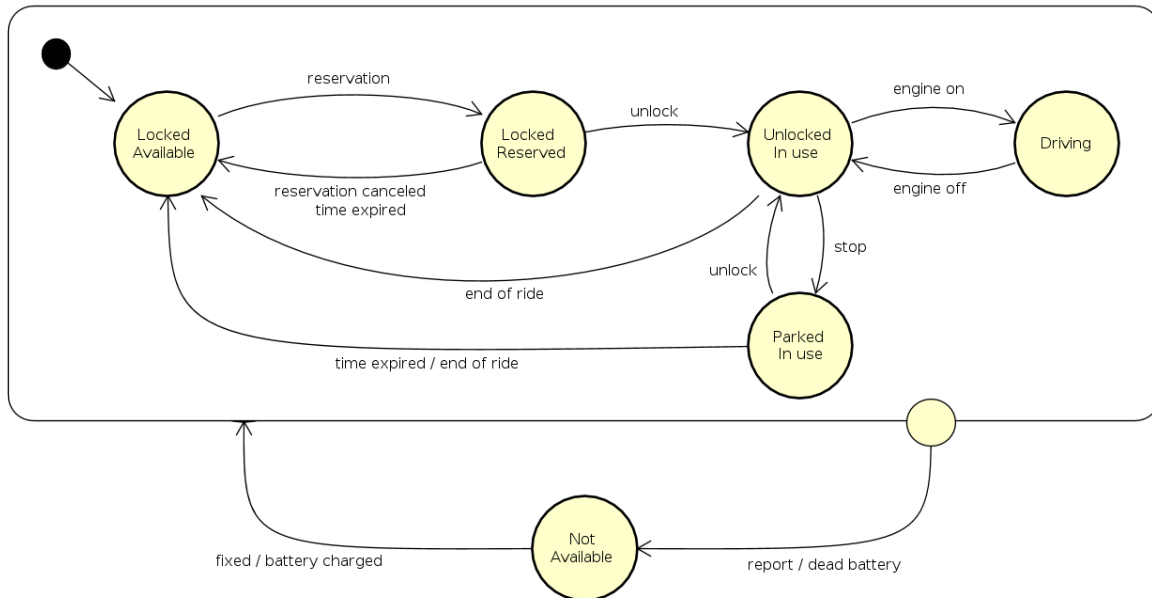 reservation
engine on
unlock
Locked
Available
Locked
Reserved
Unlocked
In use
Driving
reservation canceled
time expired
engine off
stop
unlock
end of ride
Parked
In use
time expired / end of ride
Not
Available
fixed / battery charged
report / dead battery